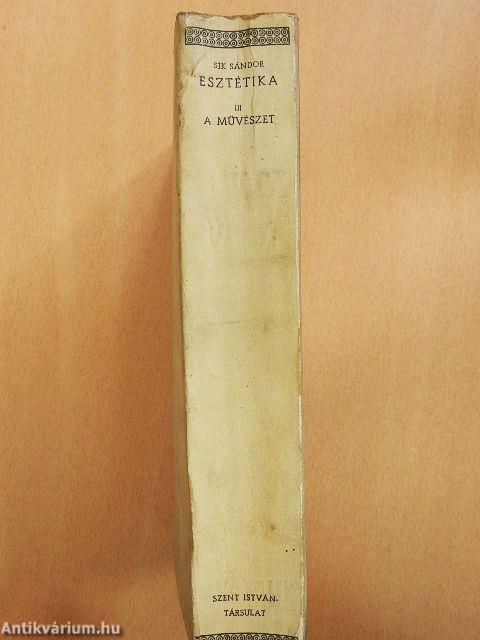 SÍK SÁNDOR
ESZTÉTIKA
III
A MŰVÉSZET
SZENT ISTVÁN-
TÁRSULAT
Antikvárium.hu